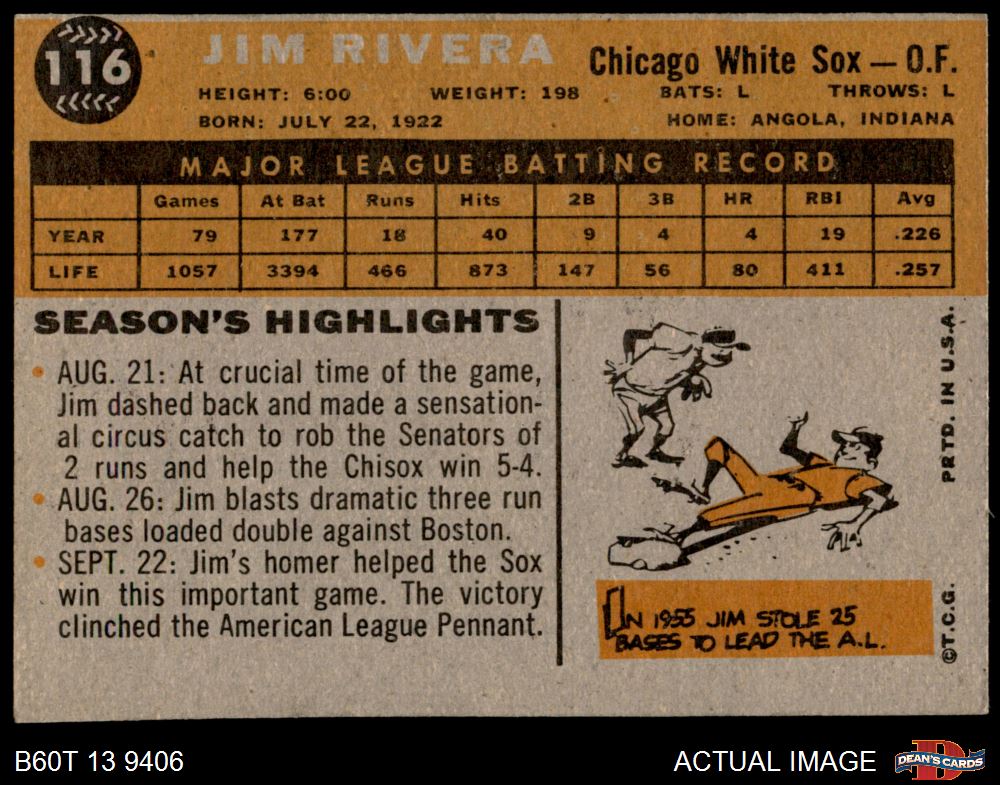 116
JIM RIVERA
Chicago White Sox — O.F.
HEIGHT: 6:00 WEIGHT: 198 BATS: L THROWS: L
BORN: JULY 22, 1922 HOME: ANGOLA, INDIANA
MAJOR LEAGUE BATTING RECORD
Games At Bat Runs Hits 2B 3B HR RBI Avg
YEAR 79 177 18 40 9 4 4 19 .226
LIFE 1057 3394 466 873 147 56 80 411 .257
SEASON'S HIGHLIGHTS
• AUG. 21: At crucial time of the game,
Jim dashed back and made a sensation-
al circus catch to rob the Senators of
2 runs and help the Chisox win 5-4.
• AUG. 26: Jim blasts dramatic three run
bases loaded double against Boston.
• SEPT. 22: Jim's homer helped the Sox
win this important game. The victory
clinched the American League Pennant.
IN 1955 JIM STOLE 25
BASES TO LEAD THE A.L.
©T.C.G. PRTD. IN U.S.A.
B60T 13 9406
ACTUAL IMAGE
DEAN'S CARDS